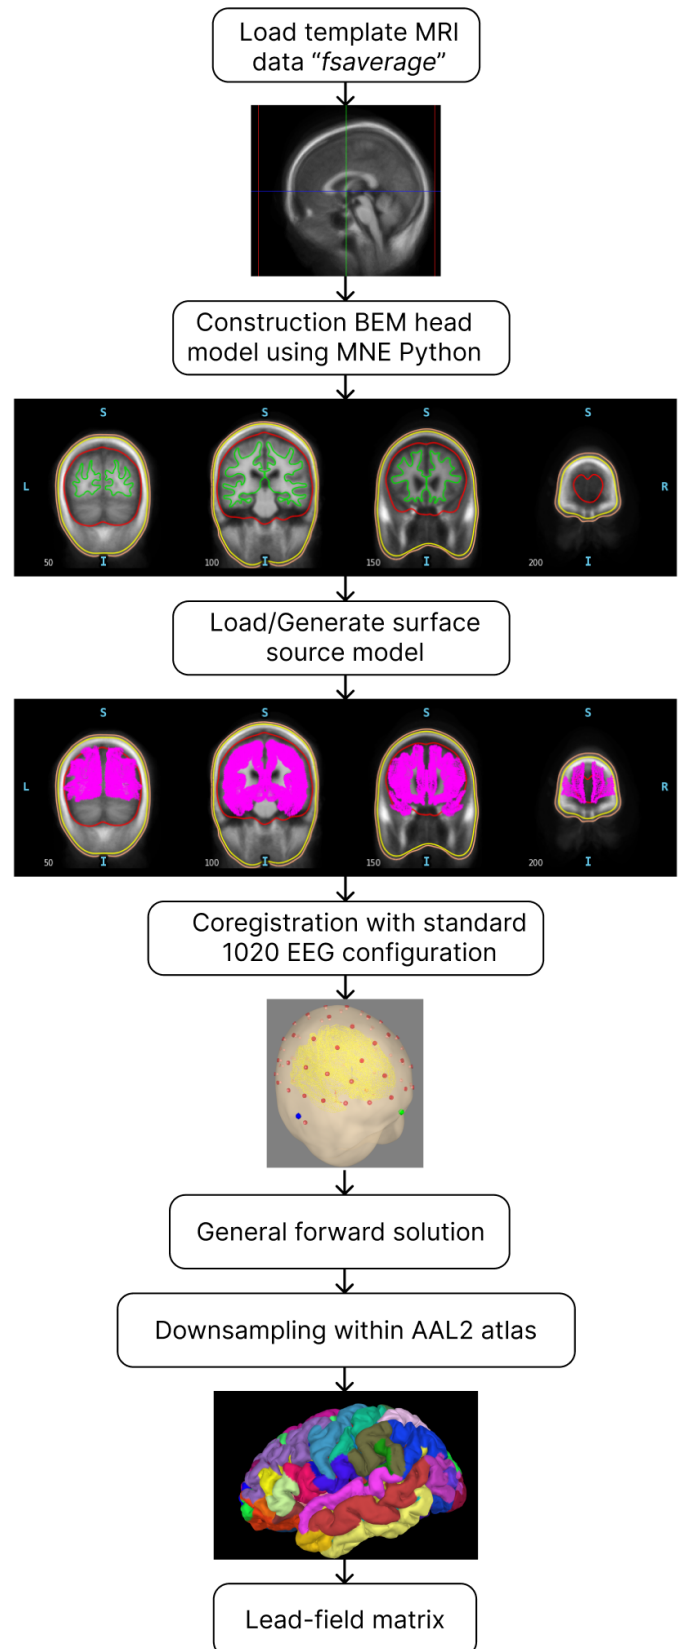 Load template MRI
data “fsaverage”
Construction BEM head
model using MNE Python
S S S S
L R
50 I 100 I 150 I 200 I
Load/Generate surface
source model
S S S S
L R
50 I 100 I 150 I 200 I
Coregistration with standard
1020 EEG configuration
General forward solution
Downsampling within AAL2 atlas
Lead-field matrix